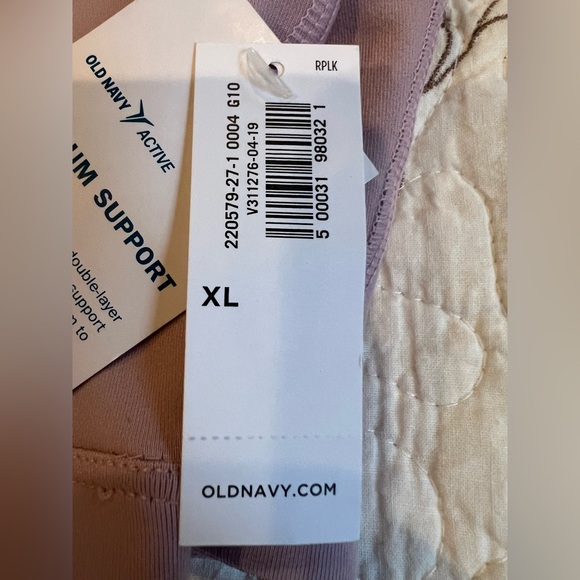 OLD NAVY ACTIVE
UM SUPPORT
double-layer
support
to
RPLK
220579-27-1 0004 G10
V311276-04-19
5 00031 98032 1
XL
OLDNAVY.COM